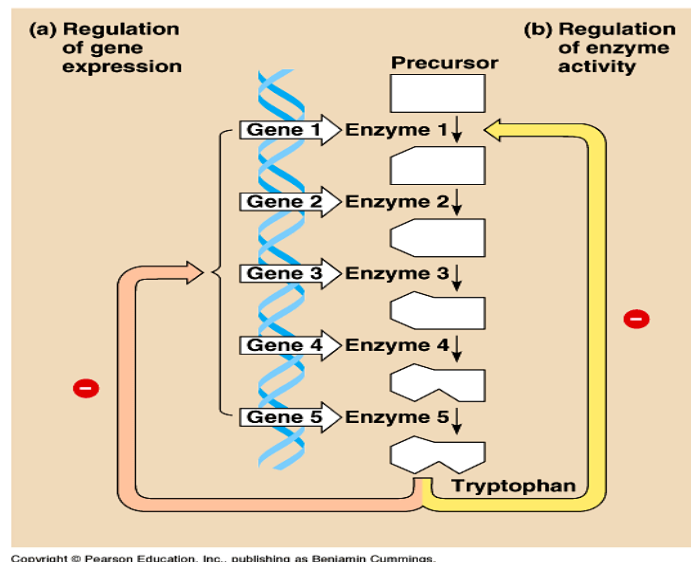 (a) Regulation
of gene
expression
(b) Regulation
of enzyme
activity
Precursor
Gene 1 Enzyme 1
Gene 2 Enzyme 2
Gene 3 Enzyme 3
Gene 4 Enzyme 4
Gene 5 Enzyme 5
Tryptophan
Copyright © Pearson Education, Inc., publishing as Benjamin Cummings.